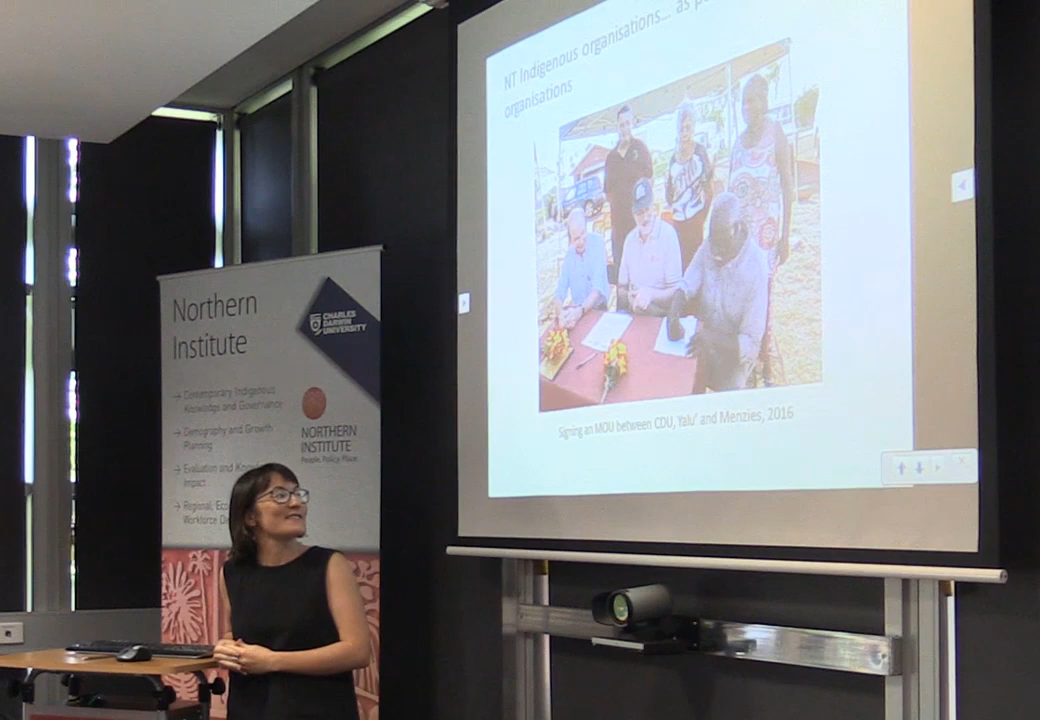 NT Indigenous organisations... as
organisations
Signing an MOU between CDU, Yalu' and Menzies, 2016
Northern
Institute
CHARLES
DARWIN
UNIVERSITY
→ Contemporary Indigenous
Knowledge and Governance
→ Demography and Growth
Planning
→ Evaluation and
Impact
→ Regional,
Workforce
NORTHERN
INSTITUTE
People. Policy. Place.